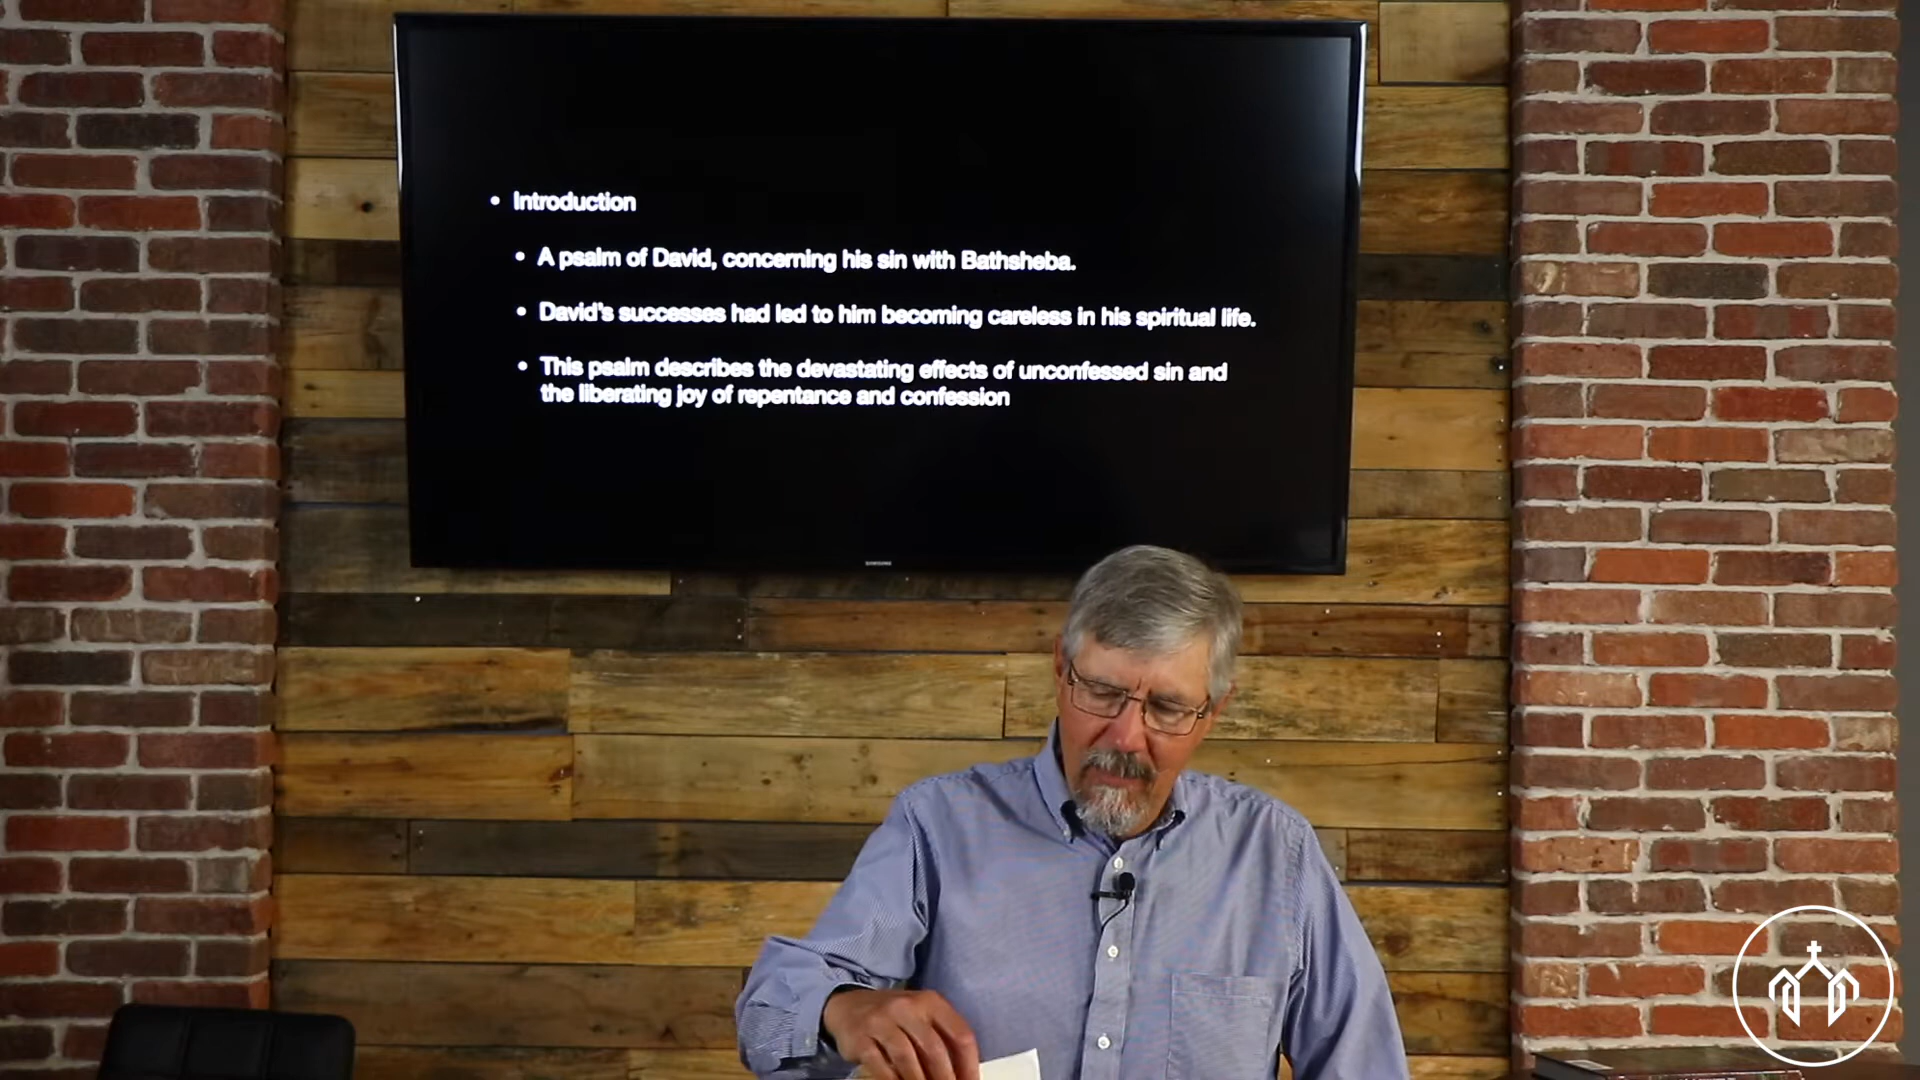 • Introduction
• A psalm of David, concerning his sin with Bathsheba.
• David's successes had led to him becoming careless in his spiritual life.
• This psalm describes the devastating effects of unconfessed sin and
the liberating joy of repentance and confession
SAMSUNG